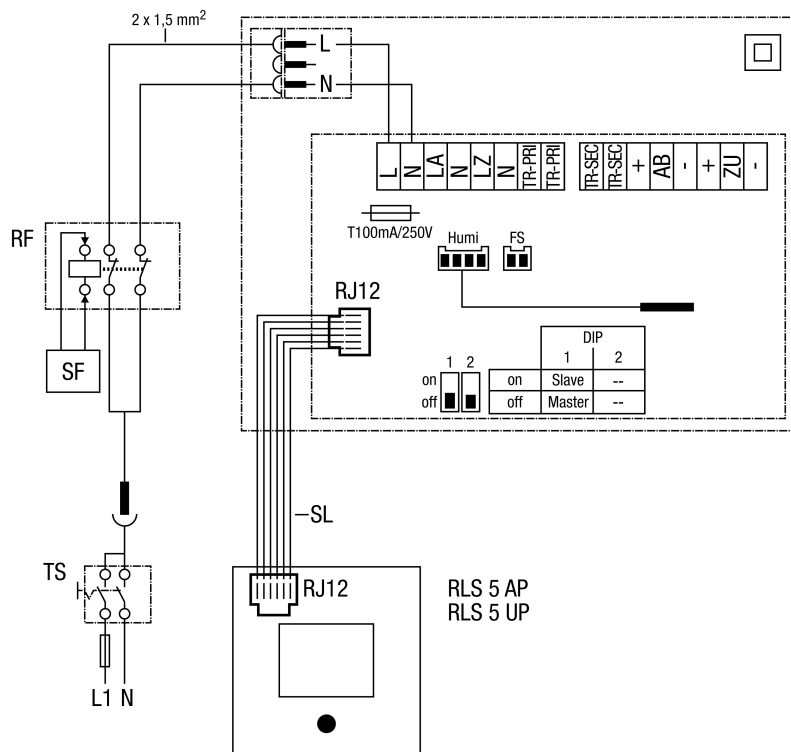 2 x 1,5 mm²
L
N
L N LA N LZ N TR-PRI TR-PRI TR-SEC TR-SEC + AB - + ZU -
T100mA/250V
Humi FS
RF
RJ12
SF
DIP
1 2
1 2
on on Slave --
off off Master --
SL
TS
RJ12
RLS 5 AP
RLS 5 UP
L1 N